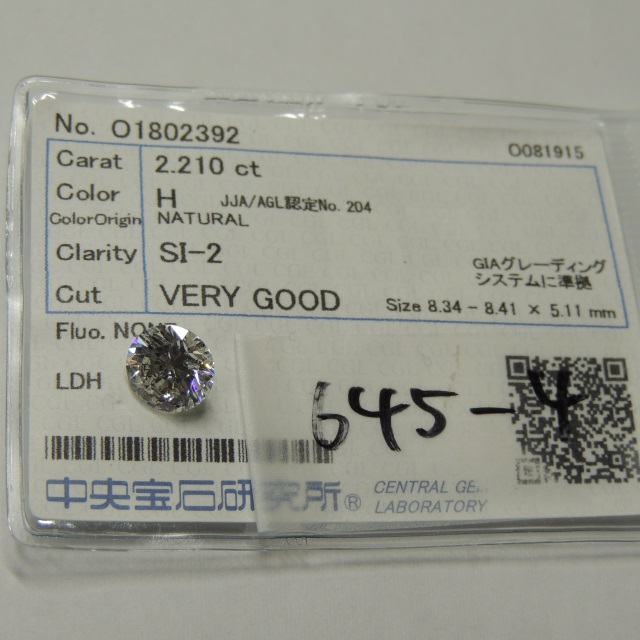 No. O1802392
O081915
Carat 2.210 ct
Color H JJA/AGL認定No. 204
ColorOrigin NATURAL
Clarity SI-2
GIAグレーディング
システムに準拠
Cut VERY GOOD Size 8.34 - 8.41 × 5.11 mm
Fluo.
LDH
645-4
中央宝石研究所® CENTRAL
LABORATORY